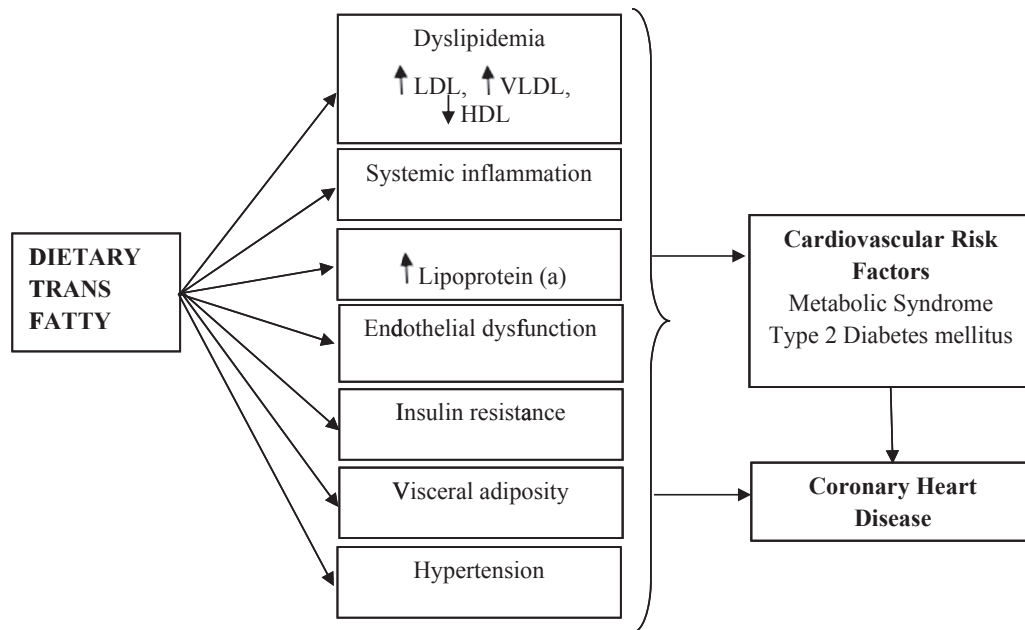 DIETARY
TRANS
FATTY
Dyslipidemia
↑ LDL, ↑ VLDL,
↓ HDL
Systemic inflammation
↑ Lipoprotein (a)
Endothelial dysfunction
Insulin resistance
Visceral adiposity
Hypertension
Cardiovascular Risk
Factors
Metabolic Syndrome
Type 2 Diabetes mellitus
Coronary Heart
Disease